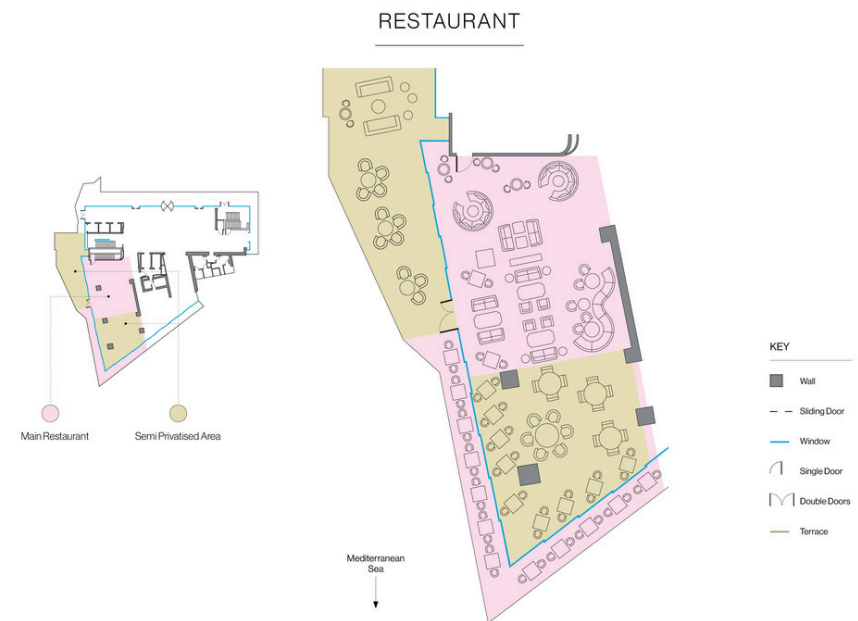 RESTAURANT
Main Restaurant
Semi Privatised Area
Mediterranean
Sea
KEY
Wall
Sliding Door
Window
Single Door
Double Doors
Terrace